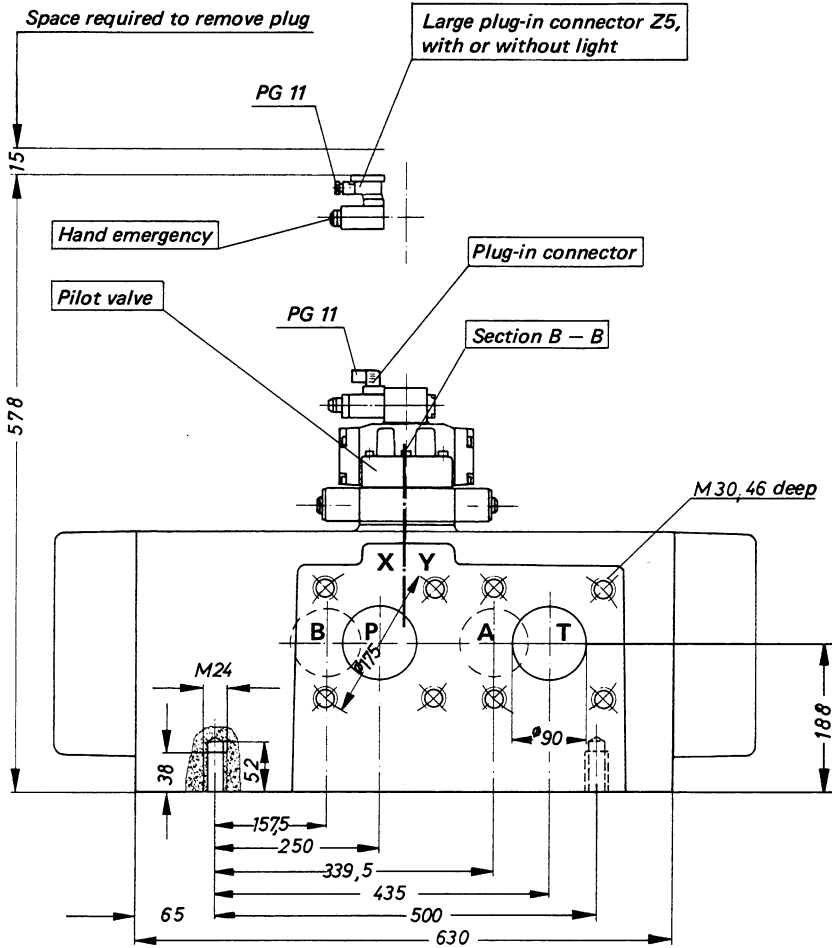 Space required to remove plug
Large plug-in connector Z5,
with or without light
PG 11
15
Hand emergency
Plug-in connector
Pilot valve
PG 11
Section B – B
578
M 30, 46 deep
X Y
B P A T
ø175
M24
ø90
188
38
52
157,5
250
339,5
435
65
500
630